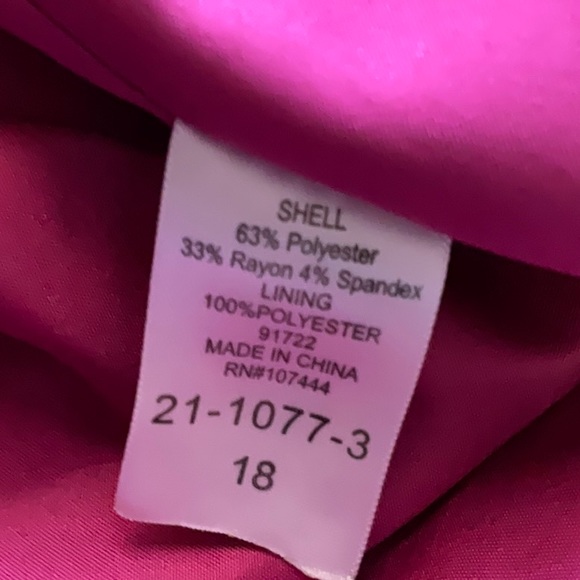 SHELL
63% Polyester
33% Rayon 4% Spandex
LINING
100%POLYESTER
91722
MADE IN CHINA
RN#107444
21-1077-3
18